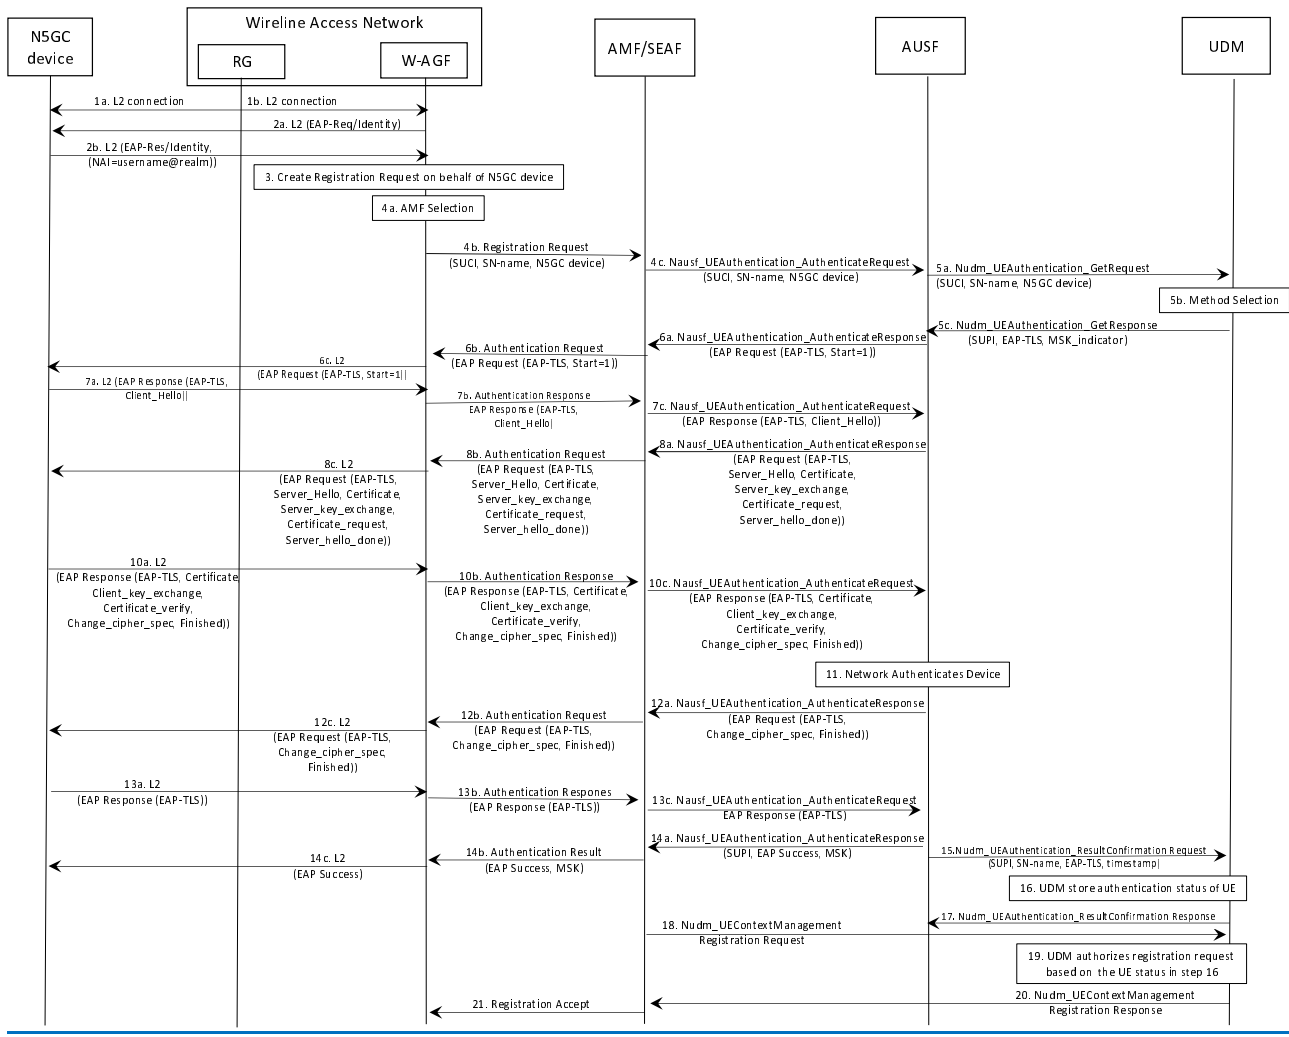 N5GC
device
Wireline Access Network
RG
W-AGF
AMF/SEAF
AUSF
UDM
1a. L2 connection
1b. L2 connection
2a. L2 (EAP-Req/Identity)
2b. L2 (EAP-Res/Identity,
(NAI=username@realm))
3. Create Registration Request on behalf of N5GC device
4a. AMF Selection
4b. Registration Request
(SUCI, SN-name, N5GC device)
4c. Nausf_UEAuthentication_AuthenticateRequest
(SUCI, SN-name, N5GC device)
5a. Nudm_UEAuthentication_GetRequest
(SUCI, SN-name, N5GC device)
5b. Method Selection
5c. Nudm_UEAuthentication_GetResponse
(SUPI, EAP-TLS, MSK_indicator)
6a. Nausf_UEAuthentication_AuthenticateResponse
(EAP Request (EAP-TLS, Start=1))
6b. Authentication Request
(EAP Request (EAP-TLS, Start=1))
6c. L2
(EAP Request (EAP-TLS, Start=1||
7a. L2 (EAP Response (EAP-TLS,
Client_Hello||
7b. Authentication Response
EAP Response (EAP-TLS,
Client_Hello|
7c. Nausf_UEAuthentication_AuthenticateRequest
(EAP Response (EAP-TLS, Client_Hello))
8a. Nausf_UEAuthentication_AuthenticateResponse
(EAP Request (EAP-TLS,
Server_Hello, Certificate,
Server_key_exchange,
Certificate_request,
Server_hello_done))
8b. Authentication Request
(EAP Request (EAP-TLS,
Server_Hello, Certificate,
Server_key_exchange,
Certificate_request,
Server_hello_done))
8c. L2
(EAP Request (EAP-TLS,
Server_Hello, Certificate,
Server_key_exchange,
Certificate_request,
Server_hello_done))
10a. L2
(EAP Response (EAP-TLS, Certificate,
Client_key_exchange,
Certificate_verify,
Change_cipher_spec, Finished))
10b. Authentication Response
(EAP Response (EAP-TLS, Certificate,
Client_key_exchange,
Certificate_verify,
Change_cipher_spec, Finished))
10c. Nausf_UEAuthentication_AuthenticateRequest
(EAP Response (EAP-TLS, Certificate,
Client_key_exchange,
Certificate_verify,
Change_cipher_spec, Finished))
11. Network Authenticates Device
12a. Nausf_UEAuthentication_AuthenticateResponse
(EAP Request (EAP-TLS,
Change_cipher_spec, Finished))
12b. Authentication Request
(EAP Request (EAP-TLS,
Change_cipher_spec, Finished))
12c. L2
(EAP Request (EAP-TLS,
Change_cipher_spec,
Finished))
13a. L2
(EAP Response (EAP-TLS))
13b. Authentication Respones
(EAP Response (EAP-TLS))
13c. Nausf_UEAuthentication_AuthenticateRequest
EAP Response (EAP-TLS)
14a. Nausf_UEAuthentication_AuthenticateResponse
(SUPI, EAP Success, MSK)
14b. Authentication Result
(EAP Success, MSK)
14c. L2
(EAP Success)
15.Nudm_UEAuthentication_ResultConfirmation Request
(SUPI, SN-name, EAP-TLS, timestamp|
16. UDM store authentication status of UE
17. Nudm_UEAuthentication_ResultConfirmation Response
18. Nudm_UEContextManagement
Registration Request
19. UDM authorizes registration request
based on the UE status in step 16
20. Nudm_UEContextManagement
Registration Response
21. Registration Accept